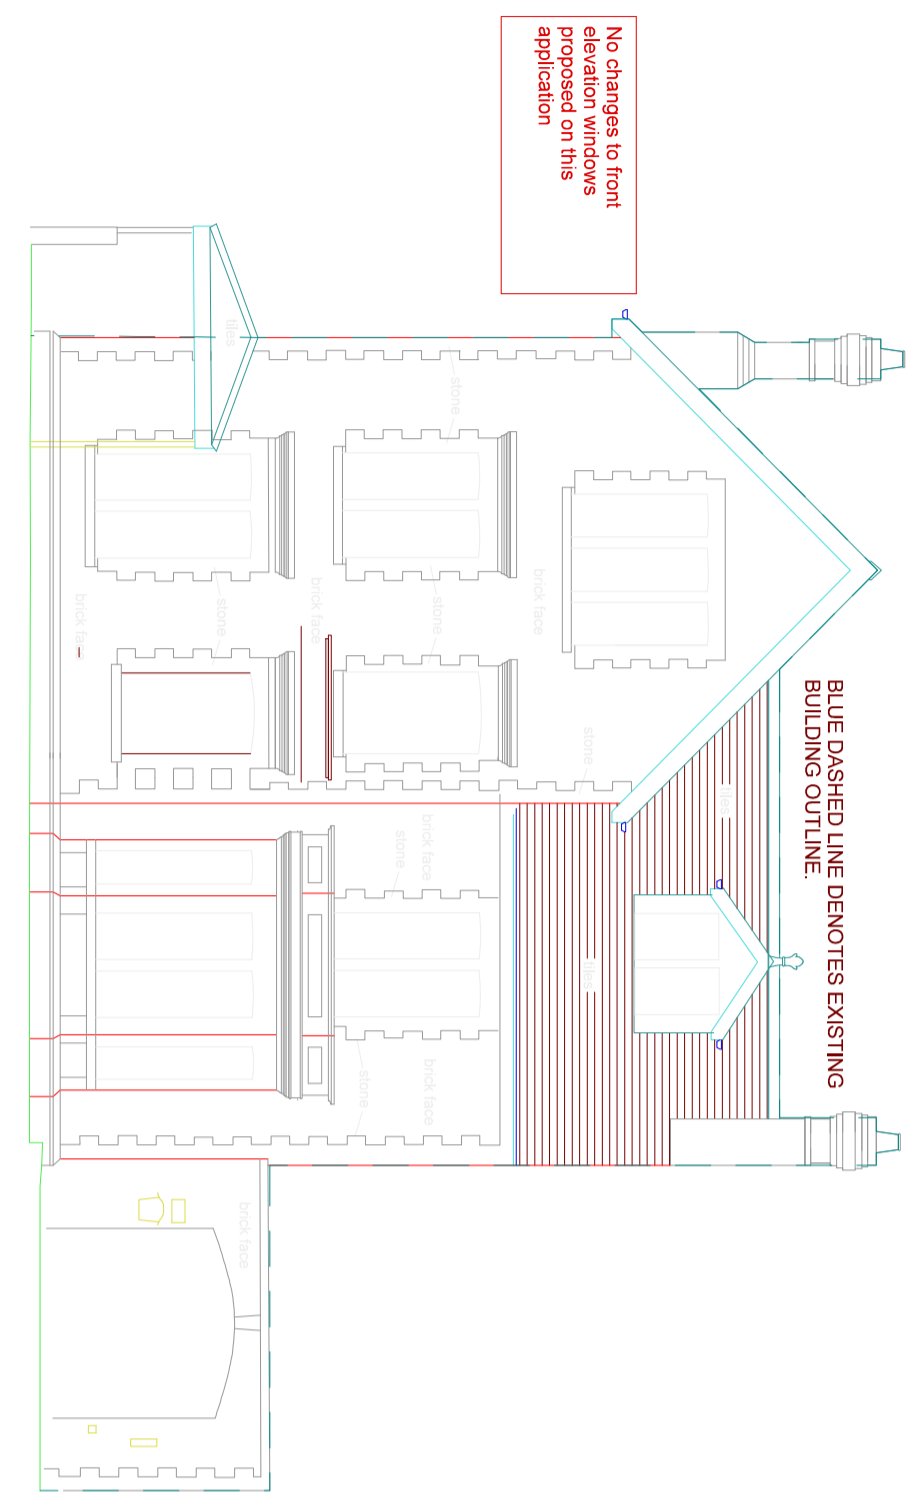 No changes to front
elevation windows
proposed on this
application
BLUE DASHED LINE DENOTES EXISTING
BUILDING OUTLINE.
tiles
stone
brick face
stone
brick face
stone
brick face
stone
tiles
brick face
stone
tiles
brick face
stone
brick face